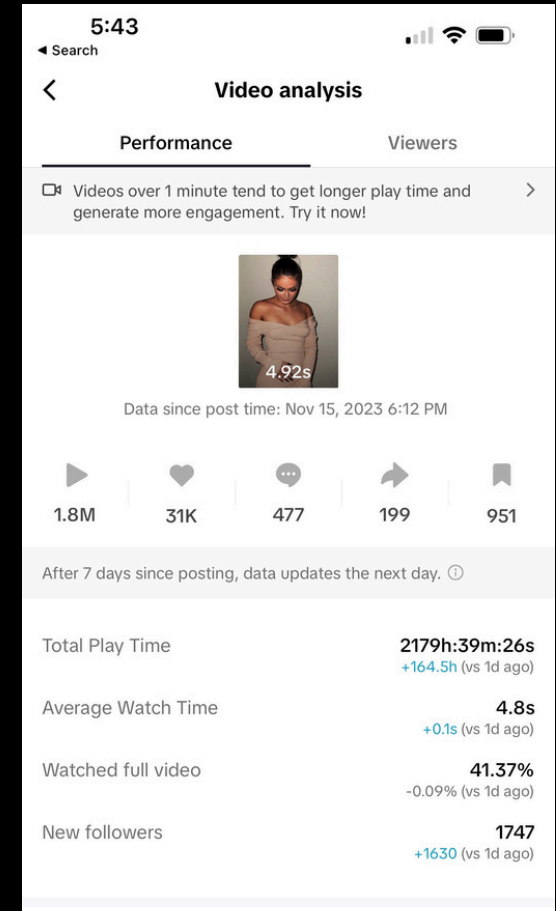 5:43
◀ Search
Video analysis
Performance Viewers
Videos over 1 minute tend to get longer play time and
generate more engagement. Try it now!
4.92s
Data since post time: Nov 15, 2023 6:12 PM
1.8M 31K 477 199 951
After 7 days since posting, data updates the next day.
Total Play Time 2179h:39m:26s
+164.5h (vs 1d ago)
Average Watch Time 4.8s
+0.1s (vs 1d ago)
Watched full video 41.37%
-0.09% (vs 1d ago)
New followers 1747
+1630 (vs 1d ago)